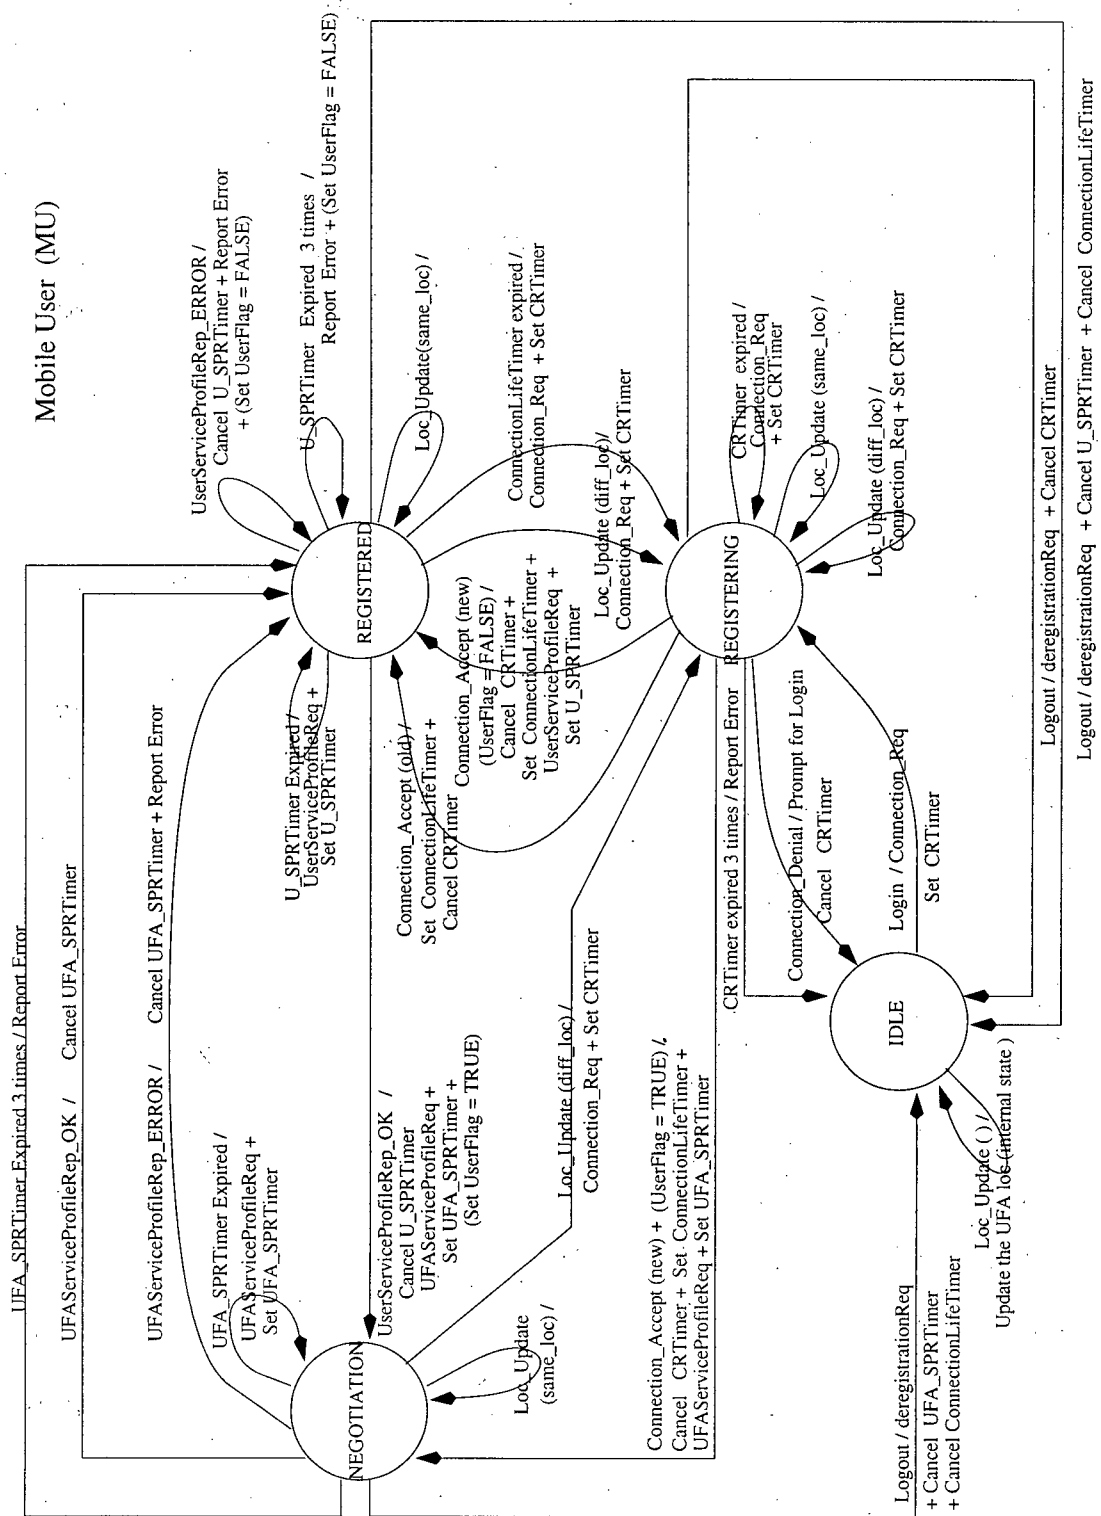 Mobile User (MU)
UserServiceProfileRep_ERROR /
Cancel U_SPRTimer + Report Error
+ (Set UserFlag = FALSE)
U_SPRTimer Expired 3 times /
Report Error + (Set UserFlag = FALSE)
Loc_Update(same_loc) /
ConnectionLifeTimer expired /
Connection_Req + Set CRTimer
Loc_Update (diff_loc)/
Connection_Req + Set CRTimer
CRTimer expired /
Connection_Req
+ Set CRTimer
Loc_Update (same_loc) /
Loc_Update (diff_loc) /
Connection_Req + Set CRTimer
Logout / deregistrationReq + Cancel CRTimer
Logout / deregistrationReq + Cancel U_SPRTimer + Cancel ConnectionLifeTimer
REGISTERED
REGISTERING
UFA_SPRTimer Expired 3 times / Report Error
UFAServiceProfileRep_OK / Cancel UFA_SPRTimer
UFAServiceProfileRep_ERROR / Cancel UFA_SPRTimer + Report Error
U_SPRTimer Expired /
UserServiceProfileReq +
Set U_SPRTimer
Connection_Accept (old) /
Set ConnectionLifeTimer +
Cancel CRTimer
Connection_Accept (new)
(UserFlag = FALSE) /
Cancel CRTimer +
Set ConnectionLifeTimer +
UserServiceProfileReq +
Set U_SPRTimer
CRTimer expired 3 times / Report Error
Connection_Denial / Prompt for Login
Cancel CRTimer
Login / Connection_Req
Set CRTimer
UFA_SPRTimer Expired /
UFAServiceProfileReq +
Set UFA_SPRTimer
UserServiceProfileRep_OK /
Cancel U_SPRTimer
UFAServiceProfileReq +
Set UFA_SPRTimer +
(Set UserFlag = TRUE)
Loc_Update (diff_loc) /
Connection_Req + Set CRTimer
NEGOTIATION
Loc_Update
(same_loc) /
Connection_Accept (new) + (UserFlag = TRUE) /
Cancel CRTimer + Set ConnectionLifeTimer +
UFAServiceProfileReq + Set UFA_SPRTimer
IDLE
Logout / deregistrationReq
+ Cancel UFA_SPRTimer
+ Cancel ConnectionLifeTimer
Loc_Update ( ) /
Update the UFA loc (internal state )